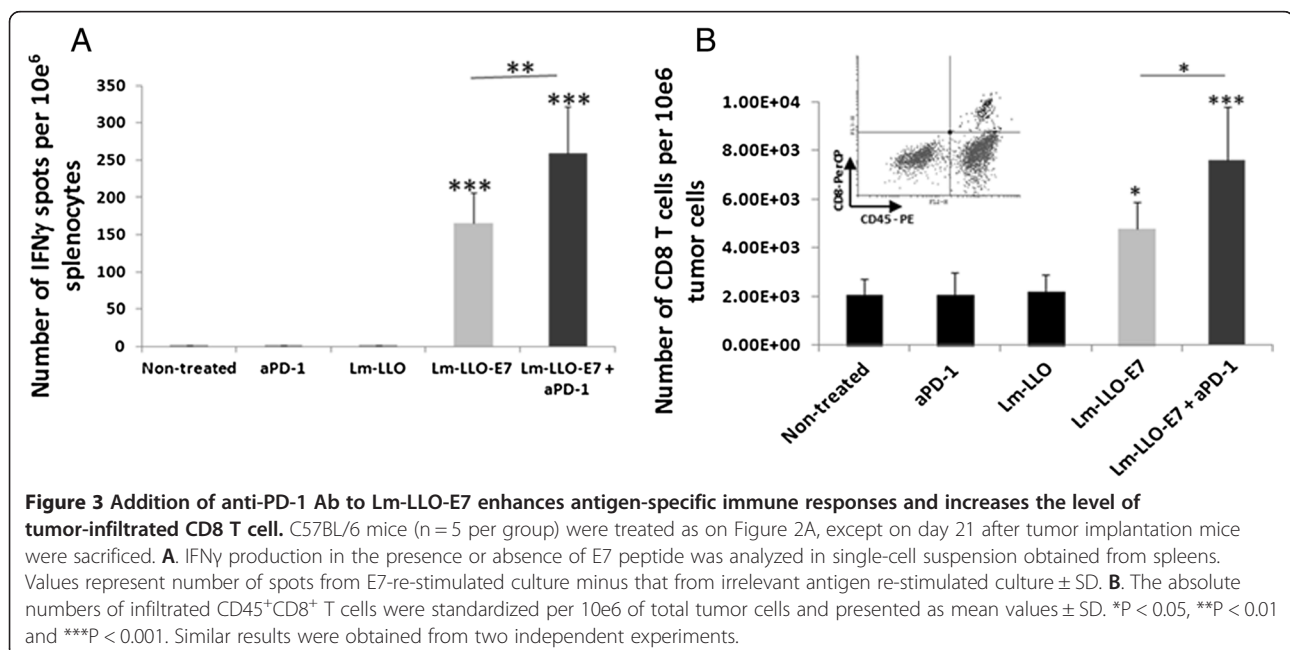 A
Number of IFNγ spots per 10e⁶
splenocytes
350
300
250
200
150
100
50
0
**
***
***
Non-treated
aPD-1
Lm-LLO
Lm-LLO-E7
Lm-LLO-E7 +
aPD-1
B
Number of CD8 T cells per 10e6
tumor cells
1.00E+04
8.00E+03
6.00E+03
4.00E+03
2.00E+03
0.00E+00
CD8-PerCP
CD45-PE
*
*
***
Non-treated
aPD-1
Lm-LLO
Lm-LLO-E7
Lm-LLO-E7 + aPD-1
Figure 3 Addition of anti-PD-1 Ab to Lm-LLO-E7 enhances antigen-specific immune responses and increases the level of
tumor-infiltrated CD8 T cell. C57BL/6 mice (n = 5 per group) were treated as on Figure 2A, except on day 21 after tumor implantation mice
were sacrificed. A. IFNγ production in the presence or absence of E7 peptide was analyzed in single-cell suspension obtained from spleens.
Values represent number of spots from E7-re-stimulated culture minus that from irrelevant antigen re-stimulated culture ± SD. B. The absolute
numbers of infiltrated CD45⁺CD8⁺ T cells were standardized per 10e6 of total tumor cells and presented as mean values ± SD. *P < 0.05, **P < 0.01
and ***P < 0.001. Similar results were obtained from two independent experiments.